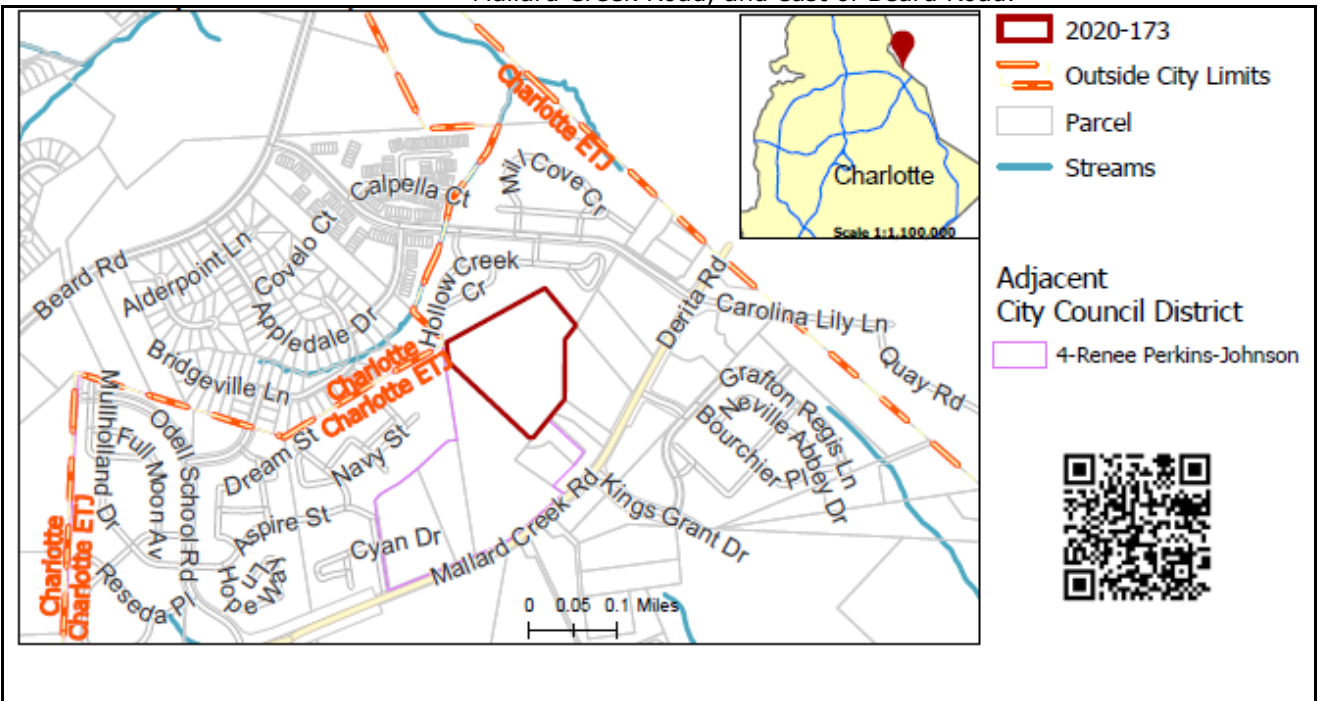 Mallard Creek Road, and east of Beard Road.
2020-173
Outside City Limits
Parcel
Streams
Adjacent
City Council District
4-Renee Perkins-Johnson
Charlotte
Scale 1:1,100,000
Charlotte ETJ
Mill Cove Cr
Calpella Ct
Covelo Ct
Alderpoint Ln
Beard Rd
Appledale Dr
Hollow Creek
Cr
Derita Rd
Carolina Lily Ln
Quay Rd
Bridgeville Ln
Charlotte
Charlotte ETJ
Grafton Regis Ln
Neville Abbey Dr
Bourchier Pl
Mullholland Dr
Full Moon Av
Odell School Rd
Dream St
Navy St
Aspire St
Cyan Dr
Mallard Creek Rd
Kings Grant Dr
Hope Way
Ln
Reseda Pl
Charlotte
Charlotte ETJ
0 0.05 0.1 Miles